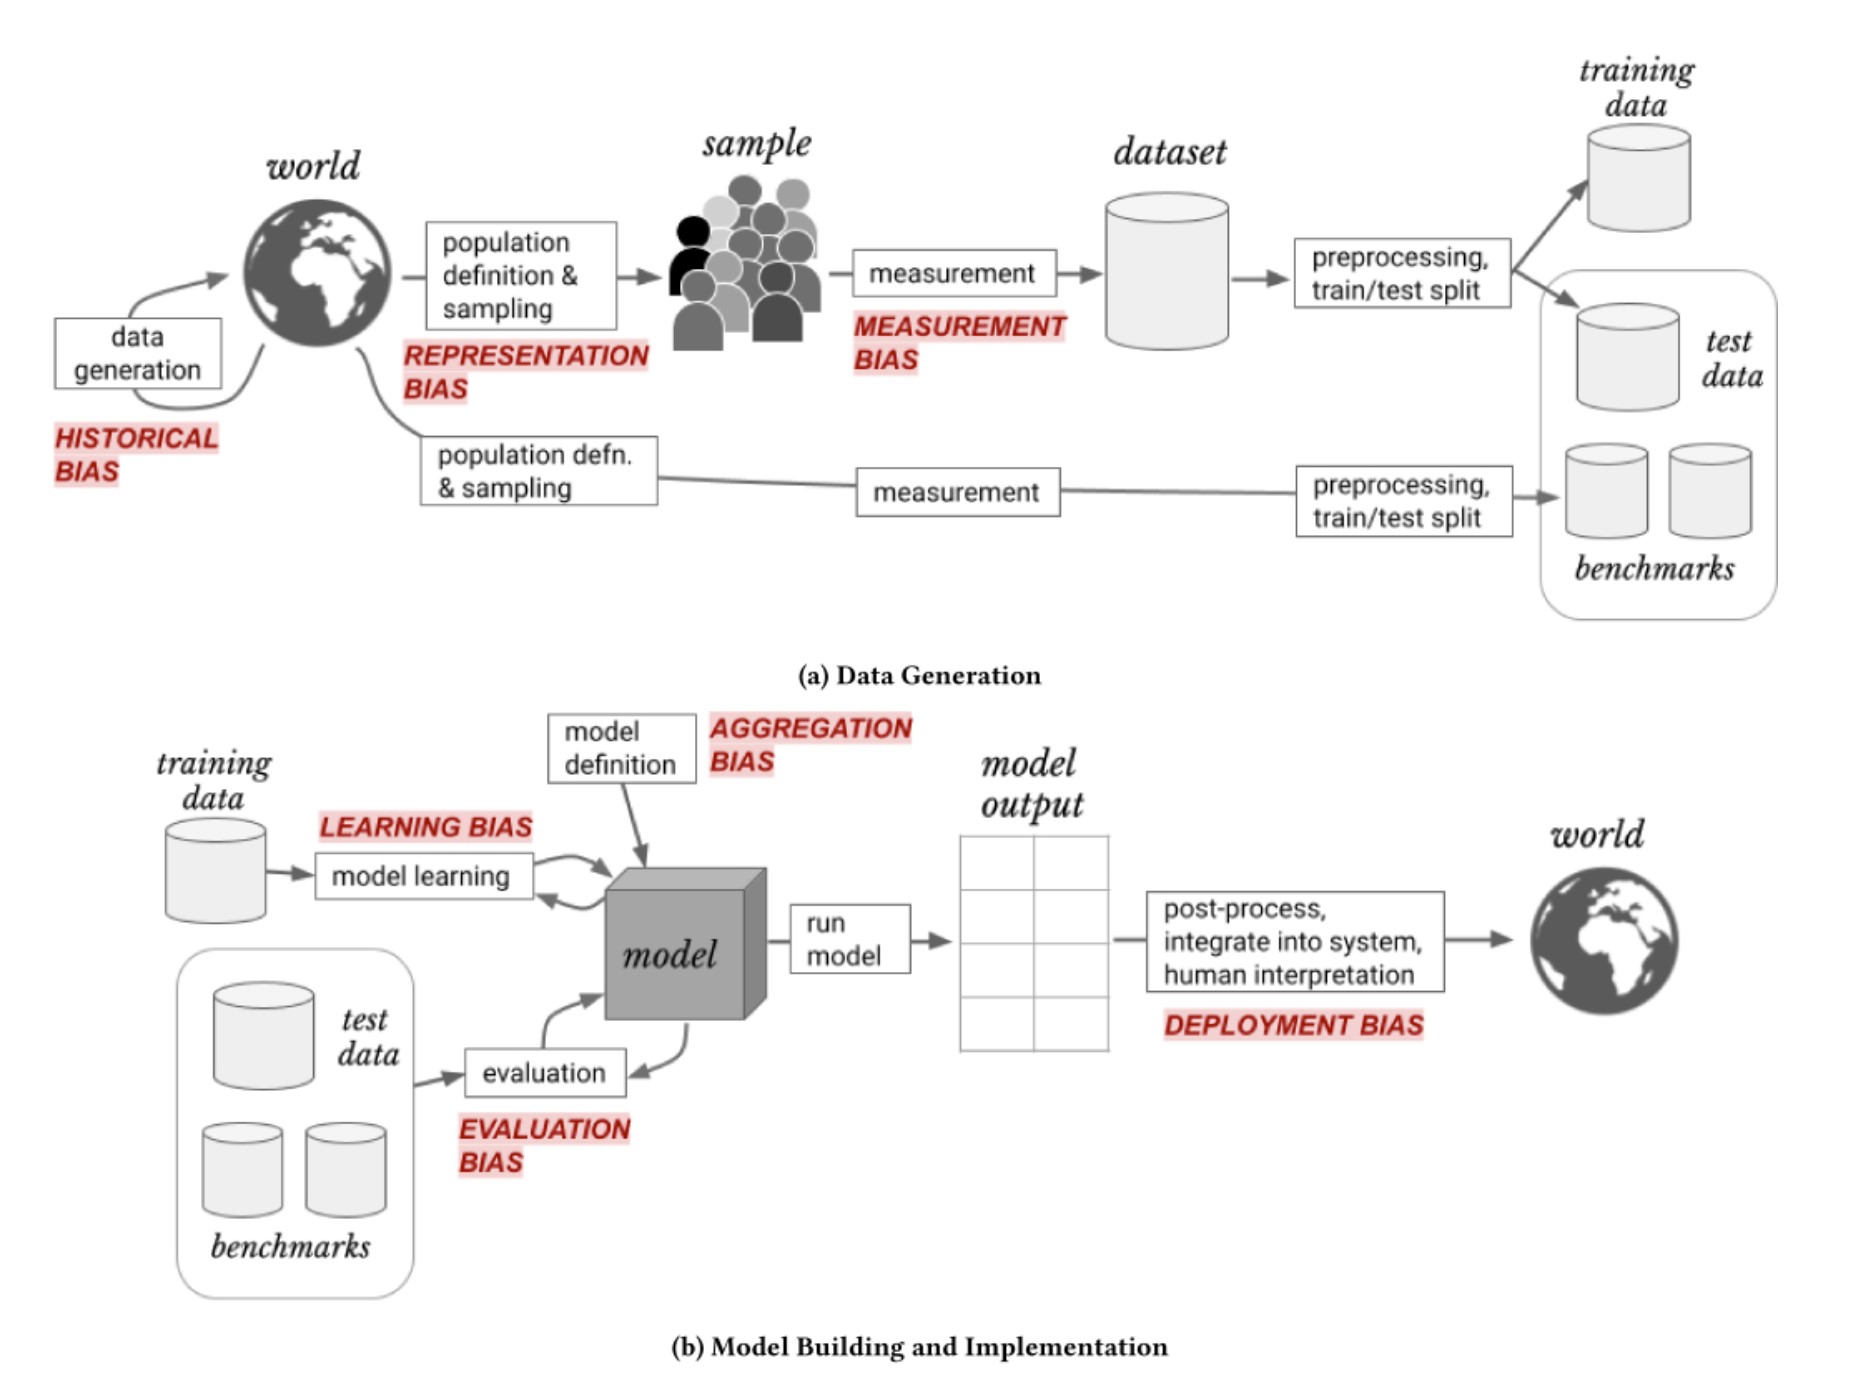 training
data
sample
dataset
world
population
definition &
sampling
preprocessing,
train/test split
measurement
data
generation
MEASUREMENT
BIAS
REPRESENTATION
BIAS
test
data
HISTORICAL
BIAS
population defn.
& sampling
measurement
preprocessing,
train/test split
benchmarks
(a) Data Generation
model
definition
AGGREGATION
BIAS
training
data
model
output
LEARNING BIAS
model learning
world
model
run
model
post-process,
integrate into system,
human interpretation
DEPLOYMENT BIAS
test
data
evaluation
EVALUATION
BIAS
benchmarks
(b) Model Building and Implementation